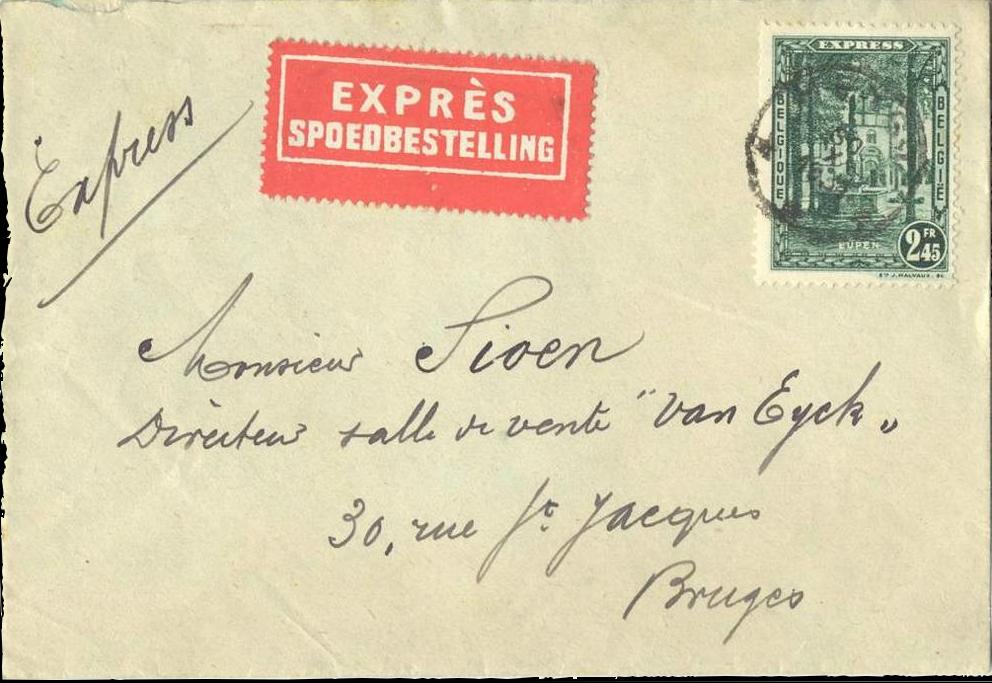 Express
EXPRÈS
SPOEDBESTELLING
EXPRESS
BELGIQUE
BELGIË
EUPEN
2 FR 45
Monsieur Sioen
Directeur salle de vente "Van Eyck„
30, rue St. Jacques
Bruges